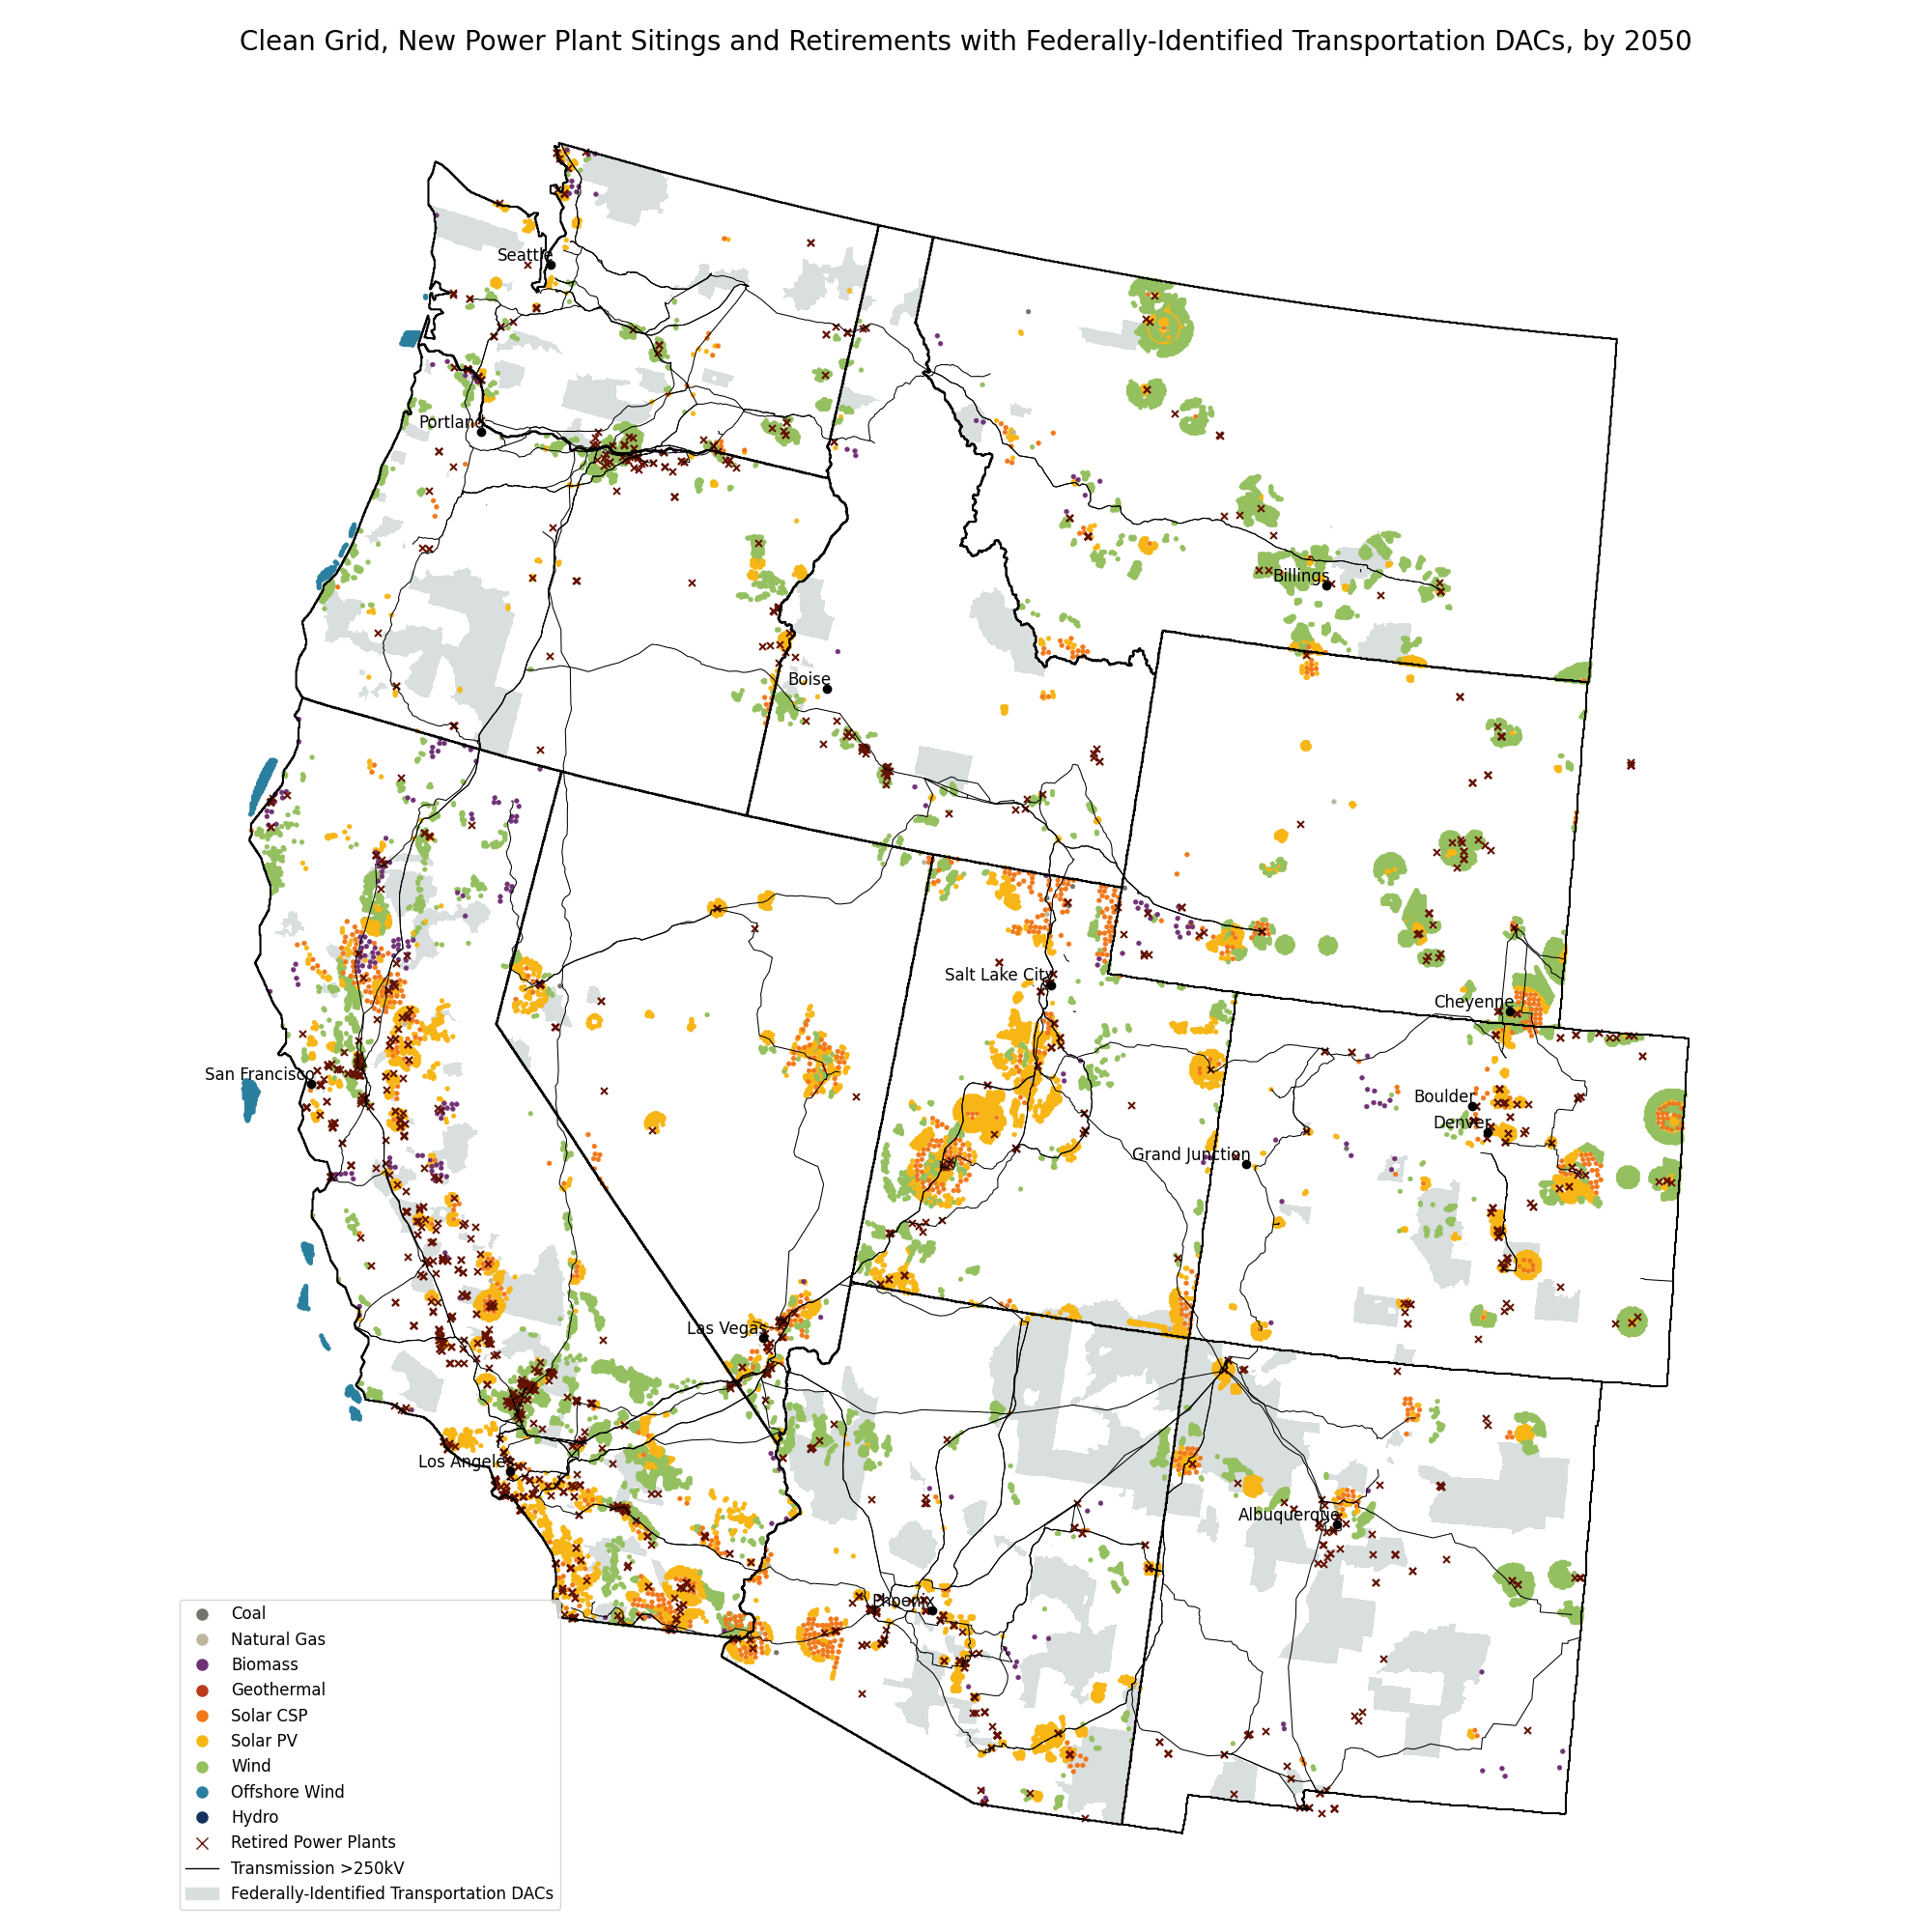 Clean Grid, New Power Plant Sitings and Retirements with Federally-Identified Transportation DACs, by 2050
Seattle
Portland
Billings
Boise
Salt Lake City
Cheyenne
San Francisco
Boulder
Denver
Grand Junction
Las Vegas
Los Angeles
Albuquerque
Phoenix
Coal
Natural Gas
Biomass
Geothermal
Solar CSP
Solar PV
Wind
Offshore Wind
Hydro
Retired Power Plants
Transmission >250kV
Federally-Identified Transportation DACs